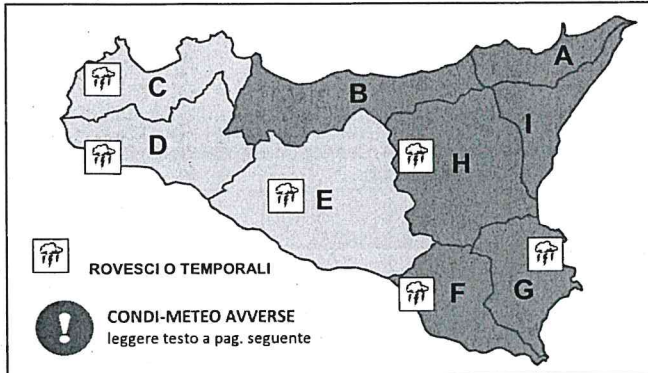 A
C
B
I
D
H
E
ROVESCI O TEMPORALI
F
G
! CONDI-METEO AVVERSE
leggere testo a pag. seguente